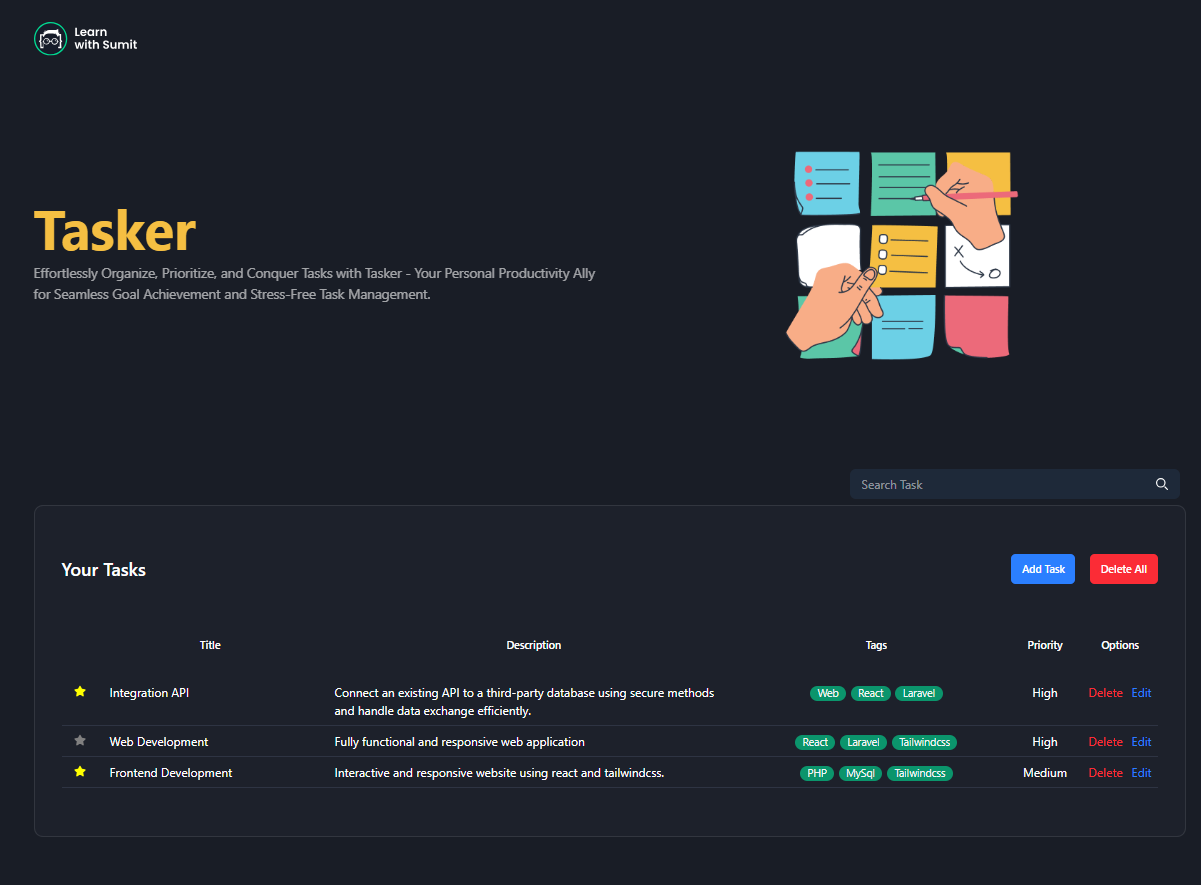 Learn
with Sumit
Tasker
Effortlessly Organize, Prioritize, and Conquer Tasks with Tasker - Your Personal Productivity Ally
for Seamless Goal Achievement and Stress-Free Task Management.
Search Task
Your Tasks
Add Task
Delete All
Title Description Tags Priority Options
Integration API Connect an existing API to a third-party database using secure methods Web React Laravel High Delete Edit
and handle data exchange efficiently.
Web Development Fully functional and responsive web application React Laravel Tailwindcss High Delete Edit
Frontend Development Interactive and responsive website using react and tailwindcss. PHP MySql Tailwindcss Medium Delete Edit